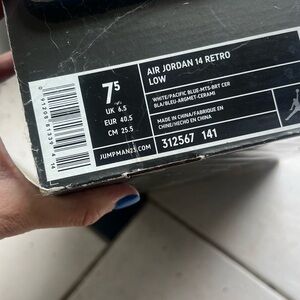 AIR JORDAN 14 RETRO
LOW
7.5
UK 6.5
EUR 40.5
CM 25.5
WHITE/PACIFIC BLUE-MTS-BRT CER
BLA/BLEU-ARGMET-CERAMI
MADE IN CHINA/FABRIQUE EN
CHINE/HECHO EN CHINA
JUMPMAN23.COM
312567 141